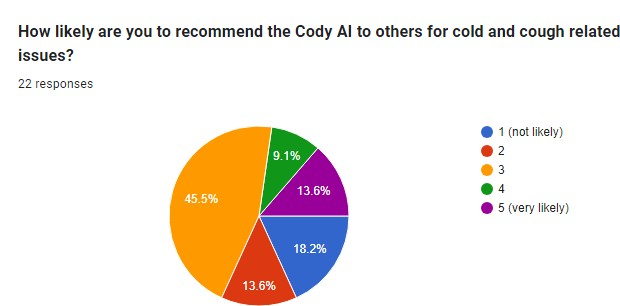 How likely are you to recommend the Cody AI to others for cold and cough related
issues?
22 responses
1 (not likely)
2
3
4
5 (very likely)
9.1%
13.6%
45.5%
18.2%
13.6%